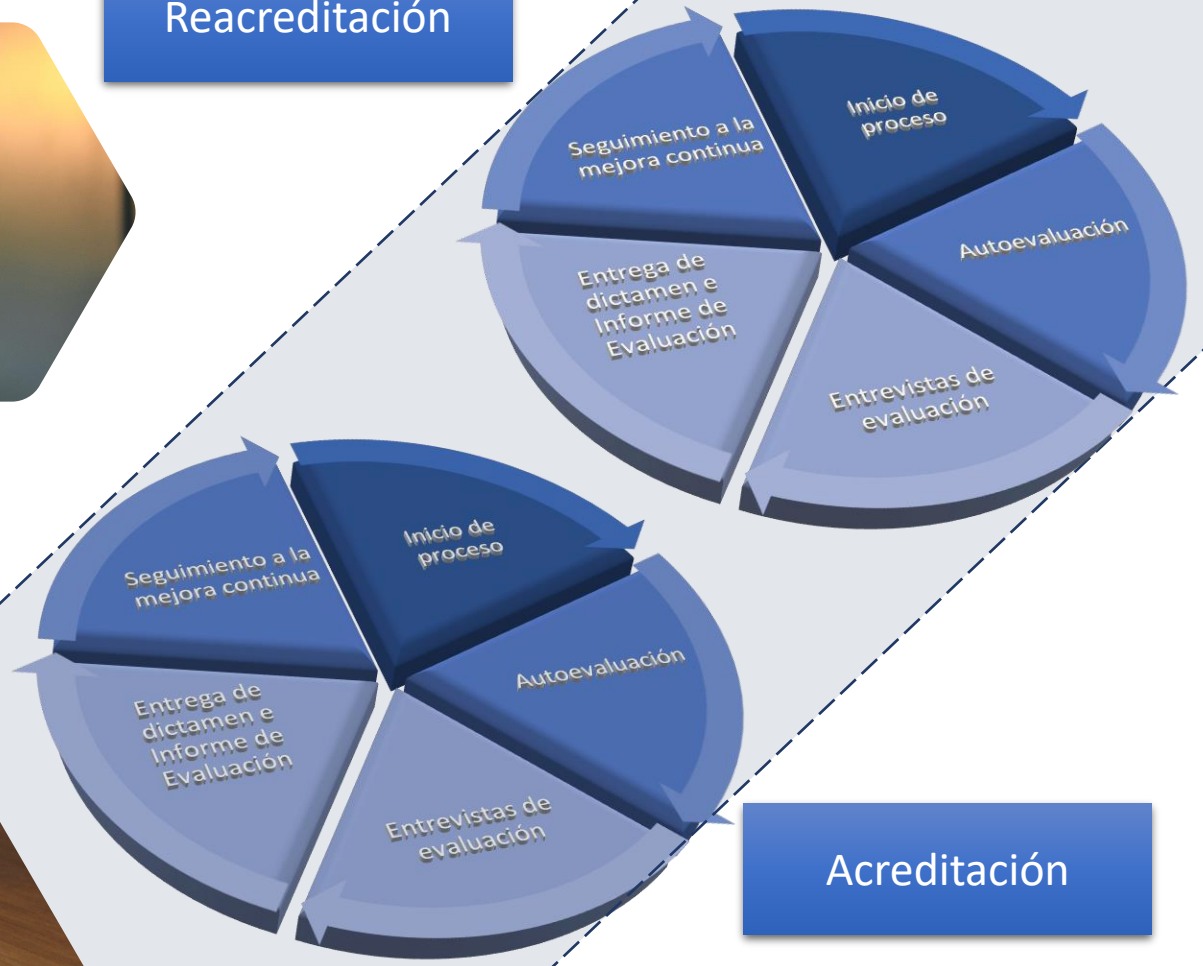 Reacreditación
Inicio de
proceso
Autoevaluación
Entrevistas de
evaluación
Entrega de
dictamen e
Informe de
Evaluación
Seguimiento a la
mejora continua
Inicio de
proceso
Autoevaluación
Entrevistas de
evaluación
Entrega de
dictamen e
Informe de
Evaluación
Seguimiento a la
mejora continua
Acreditación